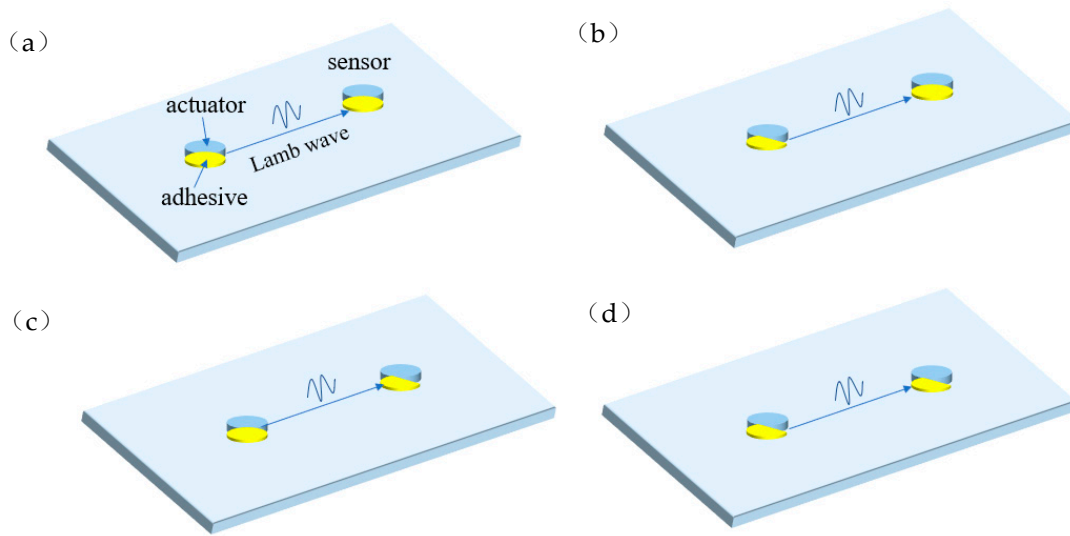 （a）
sensor
actuator
Lamb wave
adhesive
（b）
（c）
（d）